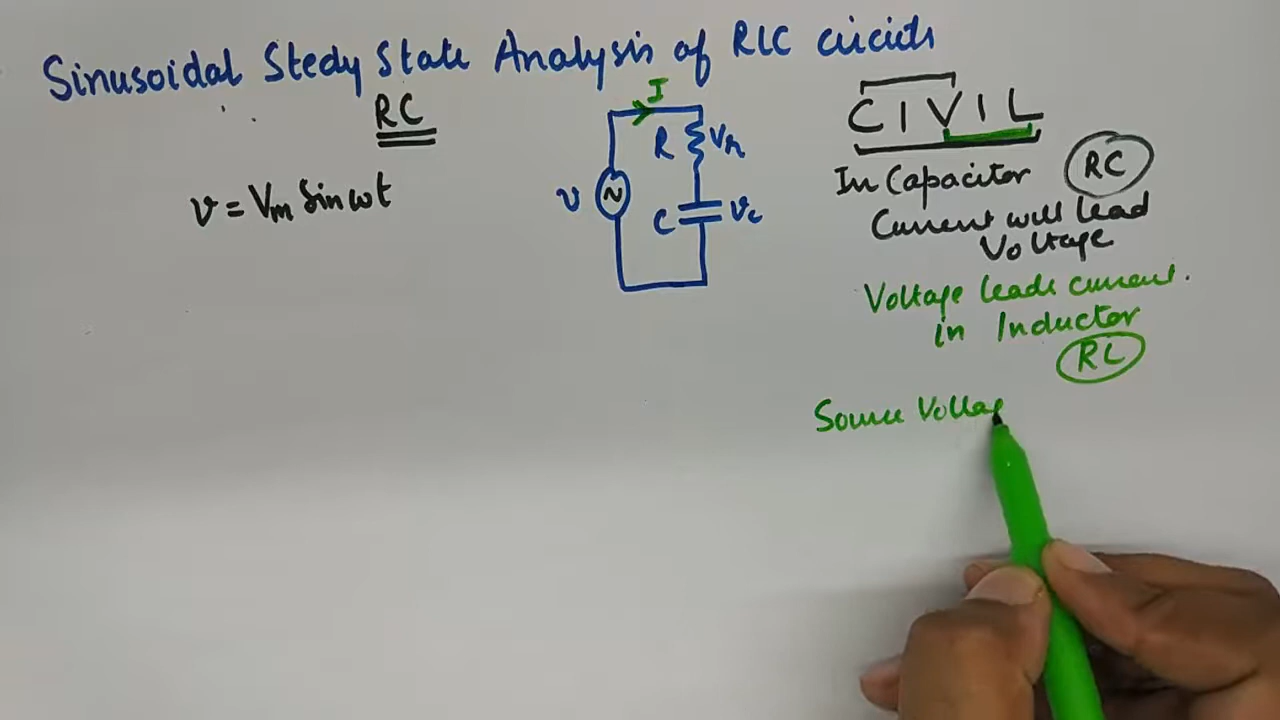 Sinusoidal Stedy State Analysis of RLC circuits
RC
v = Vm Sin ωt
I
R
VR
v
C
vc
CIVIL
In Capacitor
RC
Current will lead
Voltage
Voltage leads current.
in Inductor
RL
Source Voltag